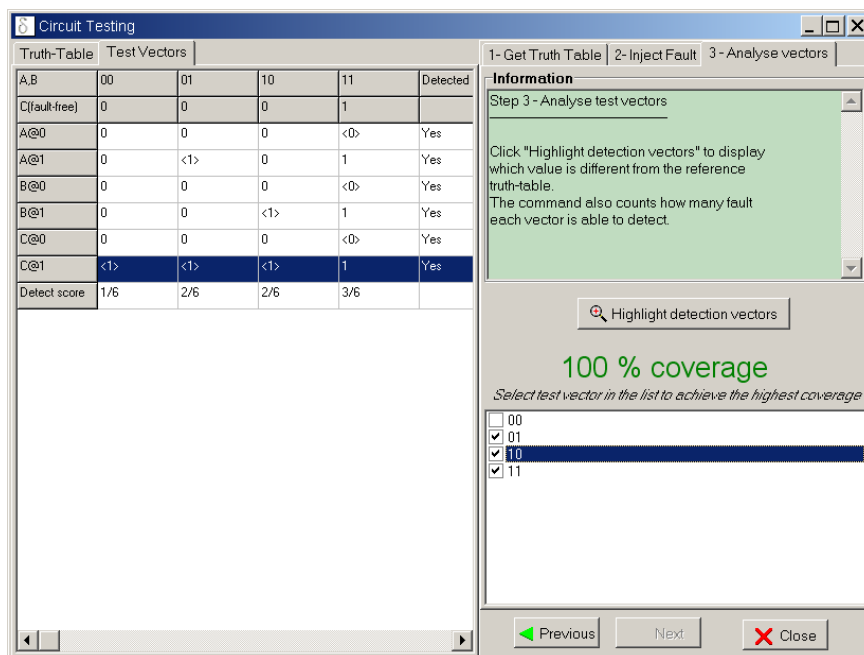 δ Circuit Testing
Truth-Table Test Vectors
A,B 00 01 10 11 Detected
C(fault-free) 0 0 0 1
A@0 0 0 0 <0> Yes
A@1 0 <1> 0 1 Yes
B@0 0 0 0 <0> Yes
B@1 0 0 <1> 1 Yes
C@0 0 0 0 <0> Yes
C@1 <1> <1> <1> 1 Yes
Detect score 1/6 2/6 2/6 3/6
1- Get Truth Table 2- Inject Fault 3 - Analyse vectors
Information
Step 3 - Analyse test vectors
Click "Highlight detection vectors" to display
which value is different from the reference
truth-table.
The command also counts how many fault
each vector is able to detect.
Highlight detection vectors
100 % coverage
Select test vector in the list to achieve the highest coverage
00
01
10
11
Previous Next Close